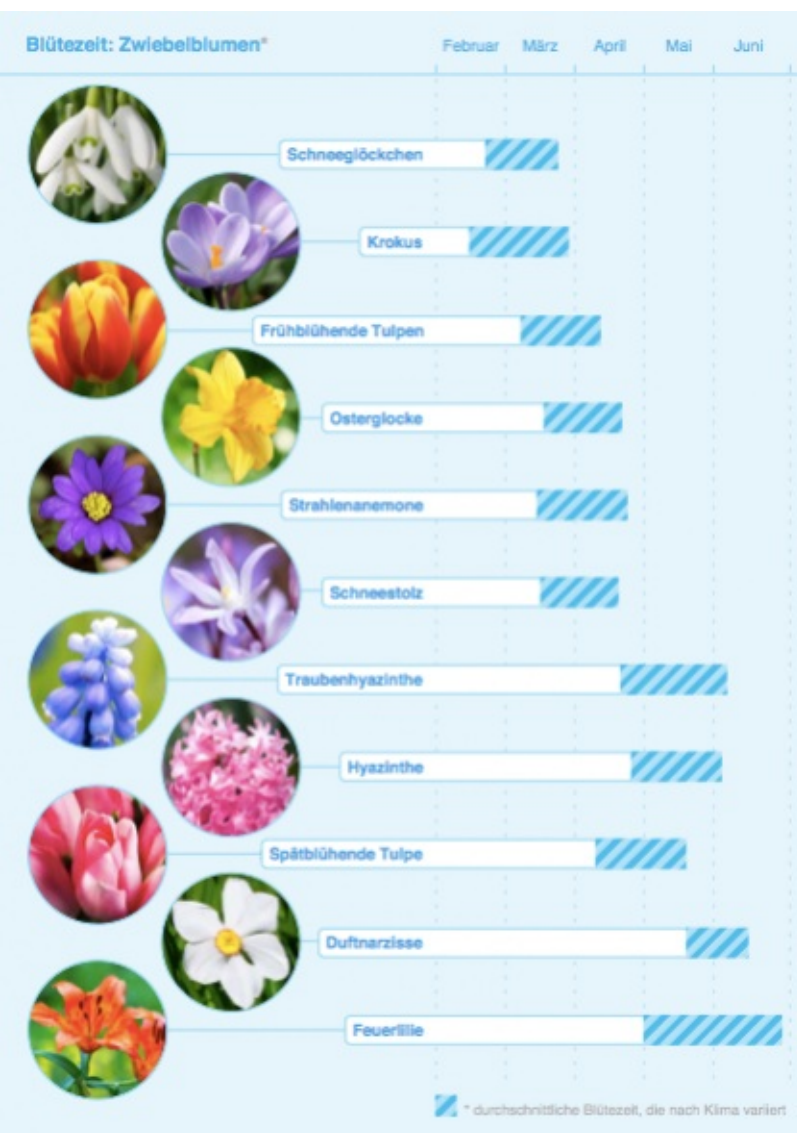 Blütezeit: Zwiebelblumen*
Februar März April Mai Juni
Schneeglöckchen
Krokus
Frühblühende Tulpen
Osterglocke
Strahlenanemone
Schneestolz
Traubenhyazinthe
Hyazinthe
Spätblühende Tulpe
Duftnarzisse
Feuerlilie
* durchschnittliche Blütezeit, die nach Klima variiert